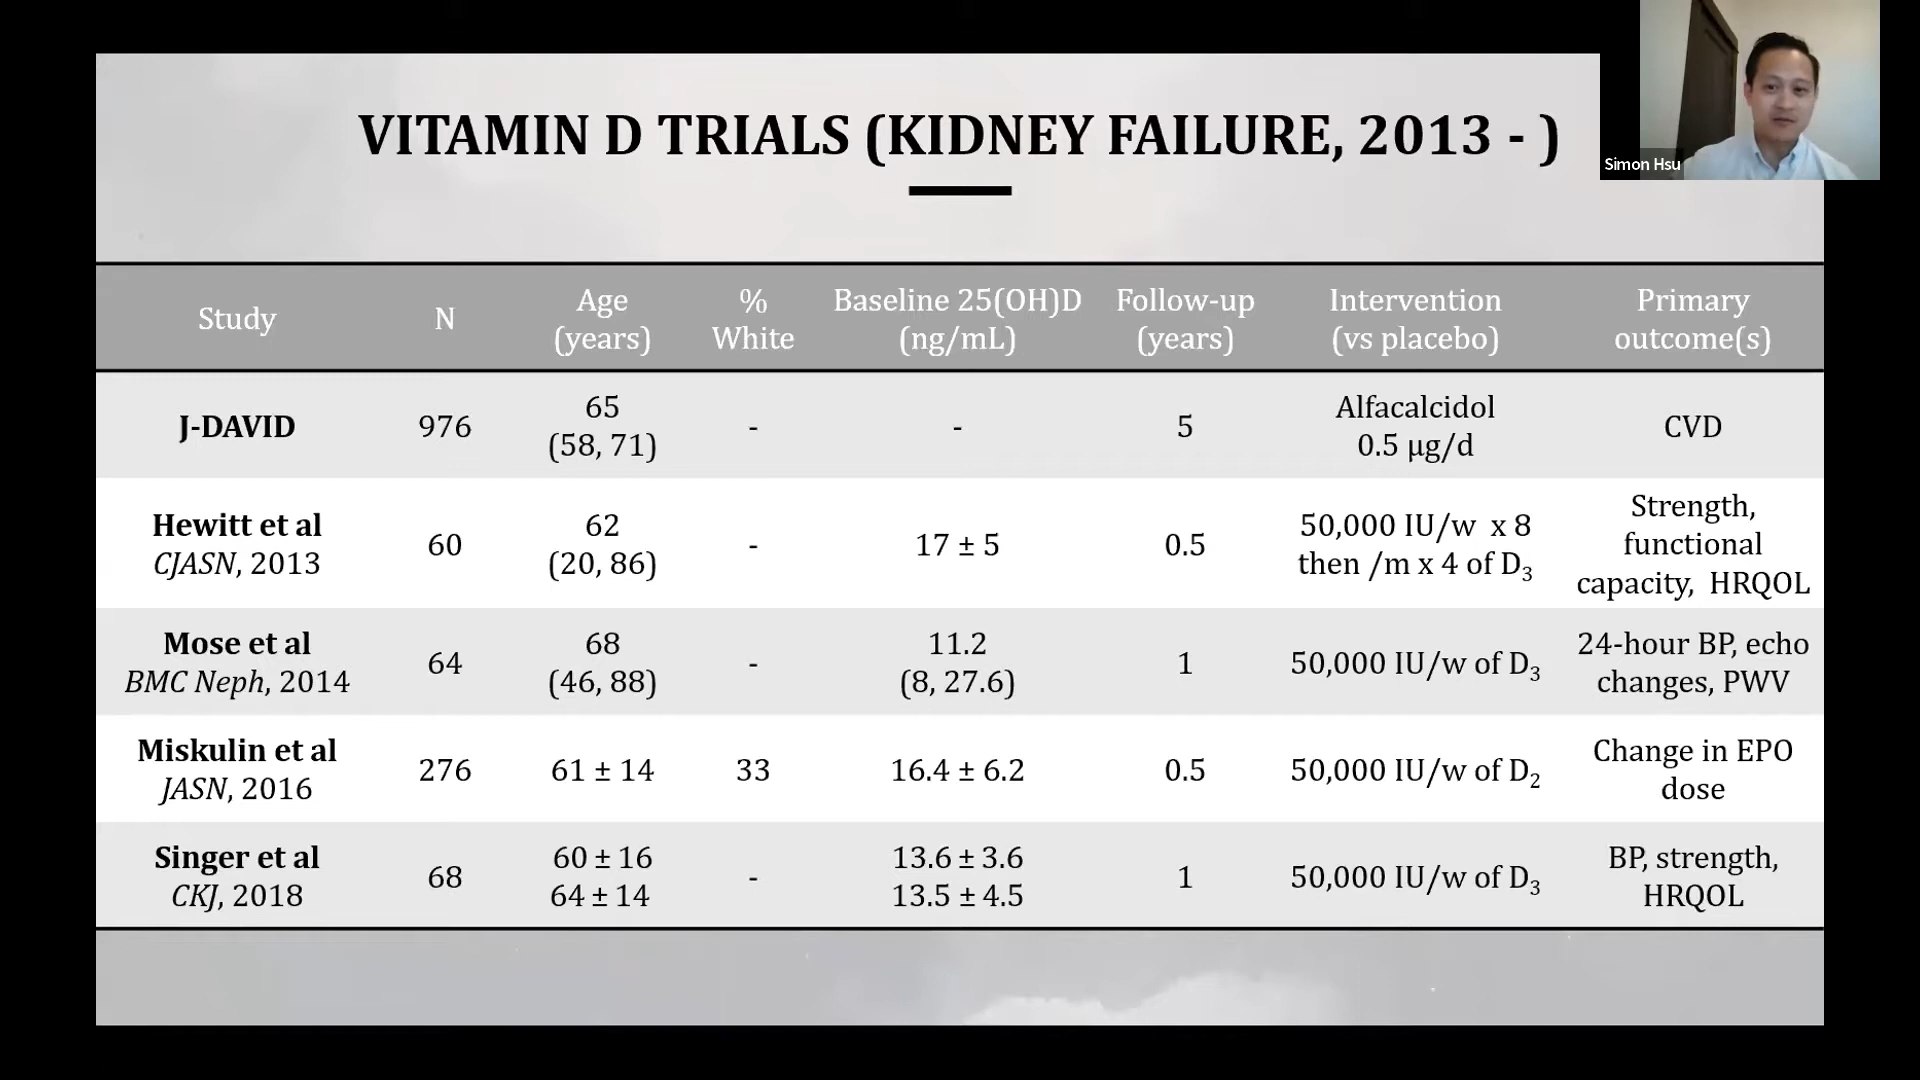 VITAMIN D TRIALS (KIDNEY FAILURE, 2013 - )
Simon Hsu
Study
N
Age
(years)
%
White
Baseline 25(OH)D
(ng/mL)
Follow-up
(years)
Intervention
(vs placebo)
Primary
outcome(s)
J-DAVID
976
65
(58, 71)
-
-
5
Alfacalcidol
0.5 μg/d
CVD
Hewitt et al
CJASN, 2013
60
62
(20, 86)
-
17 ± 5
0.5
50,000 IU/w x 8
then /m x 4 of D₃
Strength,
functional
capacity, HRQOL
Mose et al
BMC Neph, 2014
64
68
(46, 88)
-
11.2
(8, 27.6)
1
50,000 IU/w of D₃
24-hour BP, echo
changes, PWV
Miskulin et al
JASN, 2016
276
61 ± 14
33
16.4 ± 6.2
0.5
50,000 IU/w of D₂
Change in EPO
dose
Singer et al
CKJ, 2018
68
60 ± 16
64 ± 14
-
13.6 ± 3.6
13.5 ± 4.5
1
50,000 IU/w of D₃
BP, strength,
HRQOL